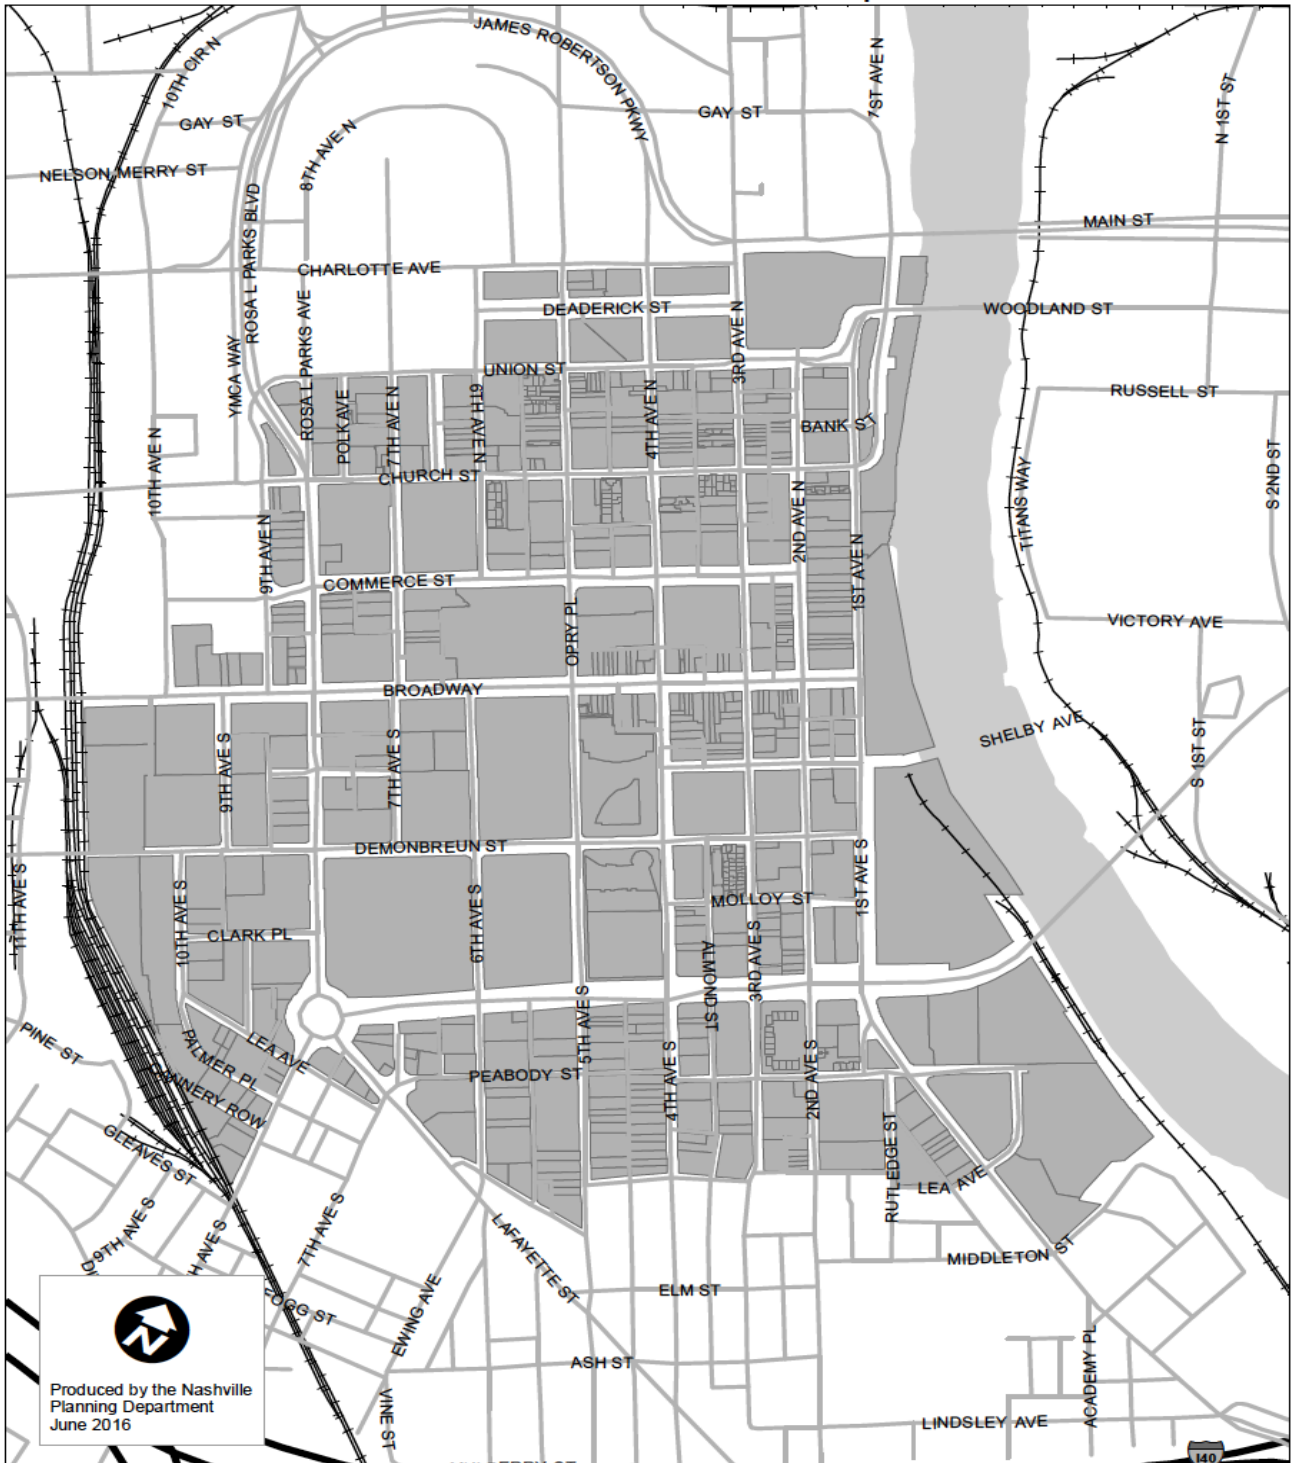 JAMES ROBERTSON PKWY
10TH CIR N
1ST AVE N
N 1ST ST
GAY ST
GAY ST
8TH AVE N
NELSON MERRY ST
ROSA L PARKS BLVD
MAIN ST
CHARLOTTE AVE
DEADERICK ST
WOODLAND ST
YMCA WAY
ROSA L PARKS AVE
3RD AVE N
UNION ST
RUSSELL ST
POLK AVE
7TH AVE N
6TH AVE N
4TH AVE N
BANK ST
10TH AVE N
CHURCH ST
S 2ND ST
TITANS WAY
9TH AVE N
2ND AVE N
1ST AVE N
COMMERCE ST
OPRY PL
VICTORY AVE
BROADWAY
SHELBY AVE
9TH AVE S
7TH AVE S
S 1ST ST
DEMONBREUN ST
11TH AVE S
10TH AVE S
6TH AVE S
MOLLOY ST
1ST AVE S
CLARK PL
ALMOND ST
3RD AVE S
5TH AVE S
PINE ST
PALMER PL
LEA AVE
CANNERY ROW
PEABODY ST
4TH AVE S
2ND AVE S
GLEAVES ST
RUTLEDGE ST
LEA AVE
9TH AVE S
H AVE S
7TH AVE S
LAFAYETTE ST
MIDDLETON ST
FOGG ST
EWING AVE
ELM ST
ASH ST
ACADEMY PL
VINE ST
LINDSLEY AVE
N
Produced by the Nashville
Planning Department
June 2016
I40